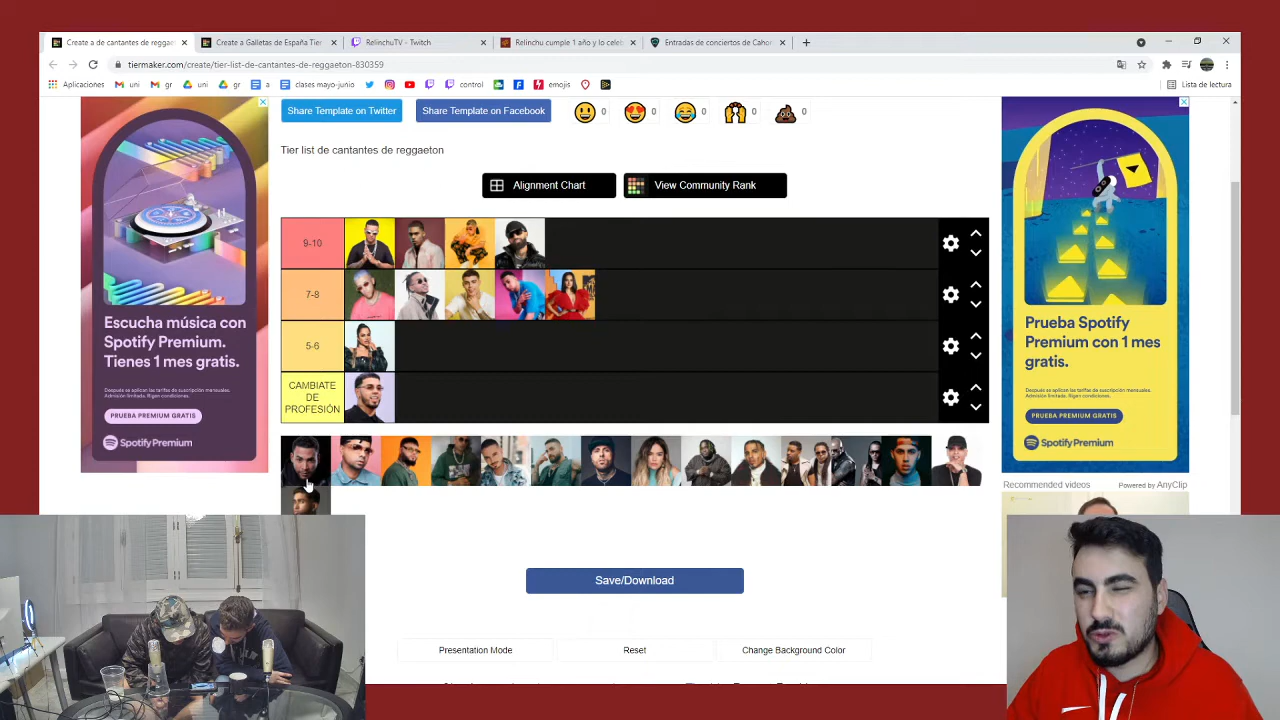 Create a de cantantes de reggae
Create a Galletas de España Tier
RelinchuTV - Twitch
Relinchu cumple 1 año y lo celeb
Entradas de conciertos de Cahor
tiermaker.com/create/tier-list-de-cantantes-de-reggaeton-830359
Aplicaciones
uni
gr
uni
gr
a
clases mayo-junio
control
emojis
Lista de lectura
Share Template on Twitter
Share Template on Facebook
0
0
0
0
0
Tier list de cantantes de reggaeton
Alignment Chart
View Community Rank
9-10
7-8
5-6
CAMBIATE
DE
PROFESIÓN
Escucha música con
Spotify Premium.
Tienes 1 mes gratis.
PRUEBA PREMIUM GRATIS
Spotify Premium
Prueba Spotify
Premium con 1 mes
gratis.
PRUEBA PREMIUM GRATIS
Spotify Premium
Recommended videos
Powered by AnyClip
Save/Download
Presentation Mode
Reset
Change Background Color